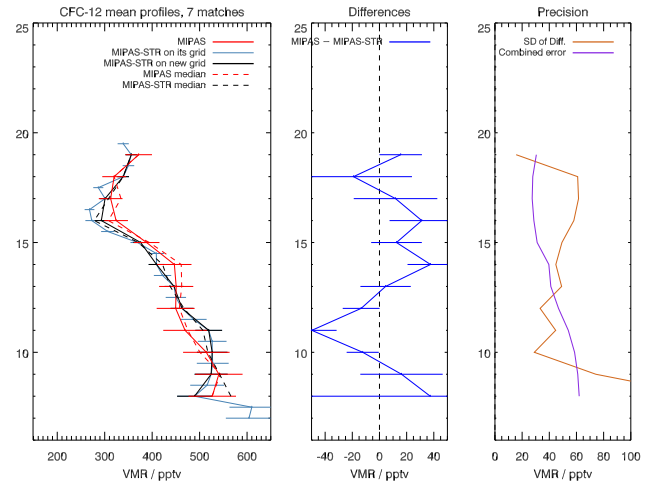 CFC-12 mean profiles, 7 matches
MIPAS
MIPAS-STR on its grid
MIPAS-STR on new grid
MIPAS median
MIPAS-STR median
25
20
15
10
200 300 400 500 600
VMR / pptv
Differences
MIPAS − MIPAS-STR
25
20
15
10
-40 -20 0 20 40
VMR / pptv
Precision
SD of Diff.
Combined error
25
20
15
10
0 20 40 60 80 100
VMR / pptv